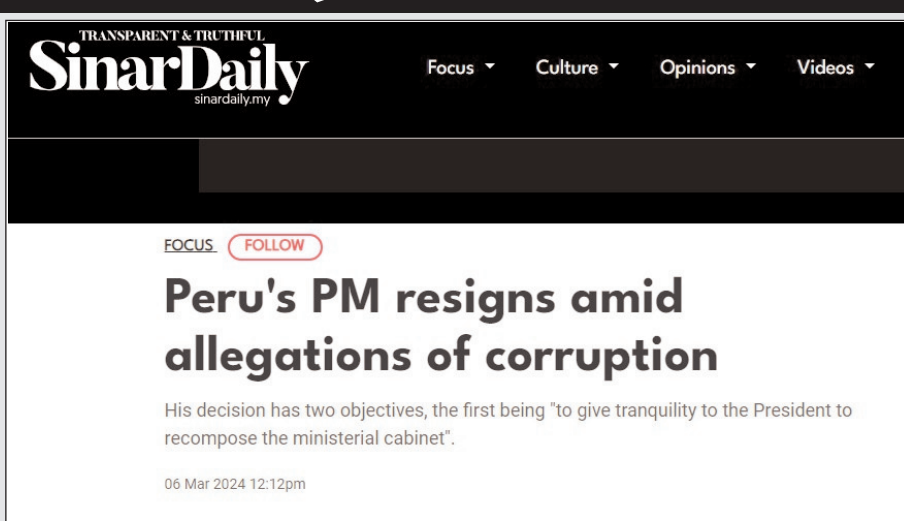 TRANSPARENT & TRUTHFUL
SinarDaily
sinardaily.my
Focus Culture Opinions Videos
FOCUS FOLLOW
Peru's PM resigns amid
allegations of corruption
His decision has two objectives, the first being "to give tranquility to the President to
recompose the ministerial cabinet".
06 Mar 2024 12:12pm